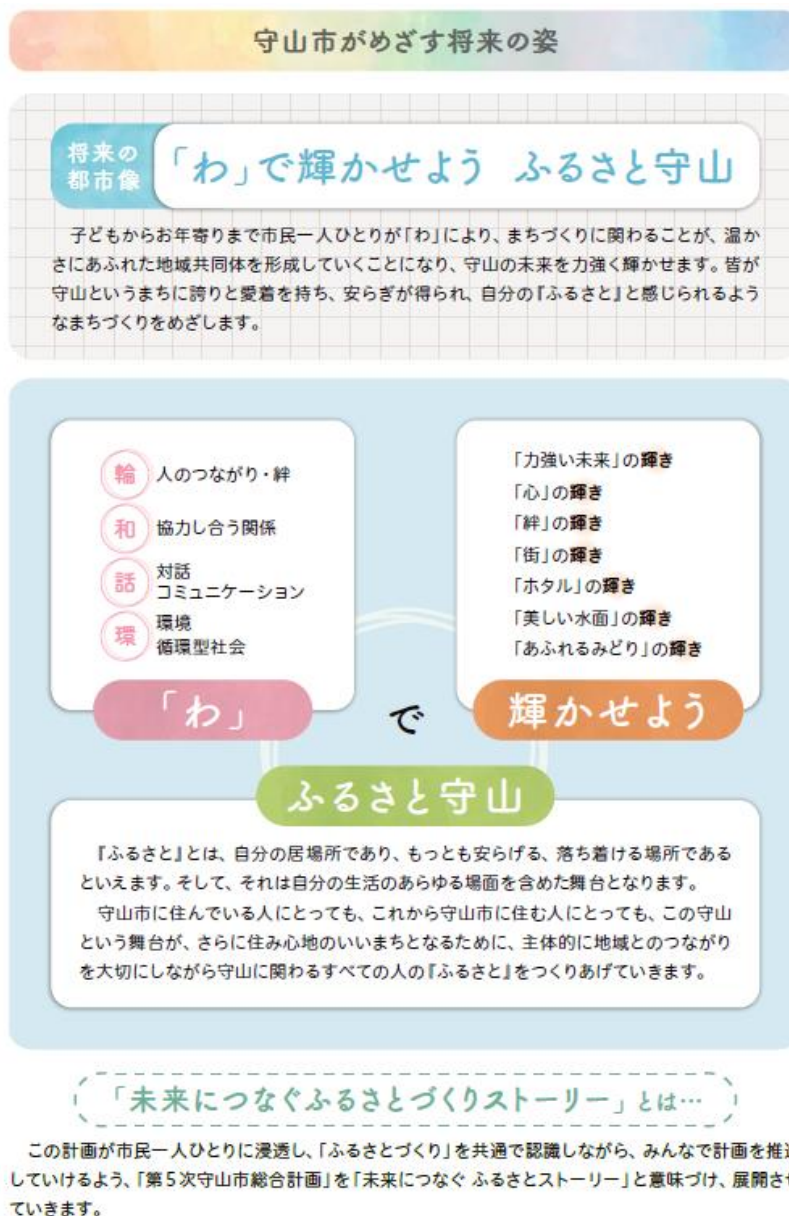 守山市がめざす将来の姿
将来の
都市像
「わ」で輝かせよう ふるさと守山
子どもからお年寄りまで市民一人ひとりが「わ」により、まちづくりに関わることが、温か
さにあふれた地域共同体を形成していくことになり、守山の未来を力強く輝かせます。皆が
守山というまちに誇りと愛着を持ち、安らぎが得られ、自分の『ふるさと』と感じられるよう
なまちづくりをめざします。
輪 人のつながり・絆
和 協力し合う関係
話 対話
コミュニケーション
環 環境
循環型社会
「わ」
で
「力強い未来」の輝き
「心」の輝き
「絆」の輝き
「街」の輝き
「ホタル」の輝き
「美しい水面」の輝き
「あふれるみどり」の輝き
輝かせよう
ふるさと守山
『ふるさと』とは、自分の居場所であり、もっとも安らげる、落ち着ける場所である
といえます。そして、それは自分の生活のあらゆる場面を含めた舞台となります。
守山市に住んでいる人にとっても、これから守山市に住む人にとっても、この守山
という舞台が、さらに住み心地のいいまちとなるために、主体的に地域とのつながり
を大切にしながら守山に関わるすべての人の『ふるさと』をつくりあげていきます。
「未来につなぐふるさとづくりストーリー」とは…
この計画が市民一人ひとりに浸透し、「ふるさとづくり」を共通で認識しながら、みんなで計画を推進
していけるよう、「第5次守山市総合計画」を「未来につなぐ ふるさとストーリー」と意味づけ、展開させ
ていきます。